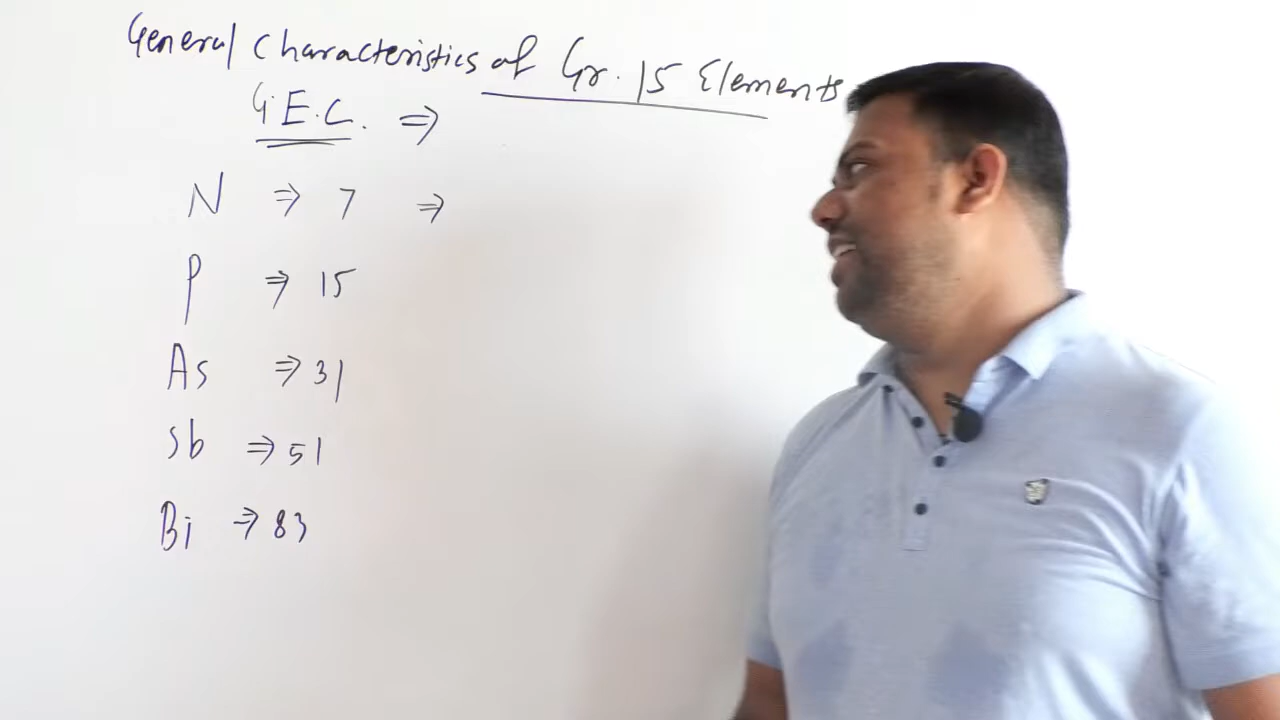 General Characteristics of Gr. 15 Elements
G.E.C. ⇒
N ⇒ 7 ⇒
P ⇒ 15
As ⇒ 31
Sb ⇒ 51
Bi ⇒ 83